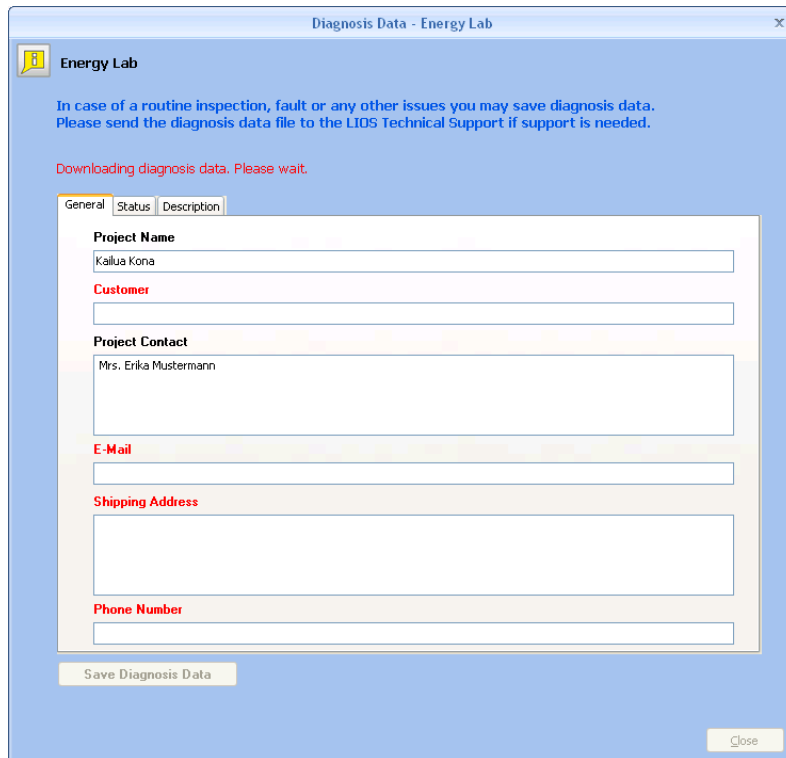 Diagnosis Data - Energy Lab
x
Energy Lab
In case of a routine inspection, fault or any other issues you may save diagnosis data.
Please send the diagnosis data file to the LIOS Technical Support if support is needed.
Downloading diagnosis data. Please wait.
General Status Description
Project Name
Kailua Kona
Customer
Project Contact
Mrs. Erika Mustermann
E-Mail
Shipping Address
Phone Number
Save Diagnosis Data
Close